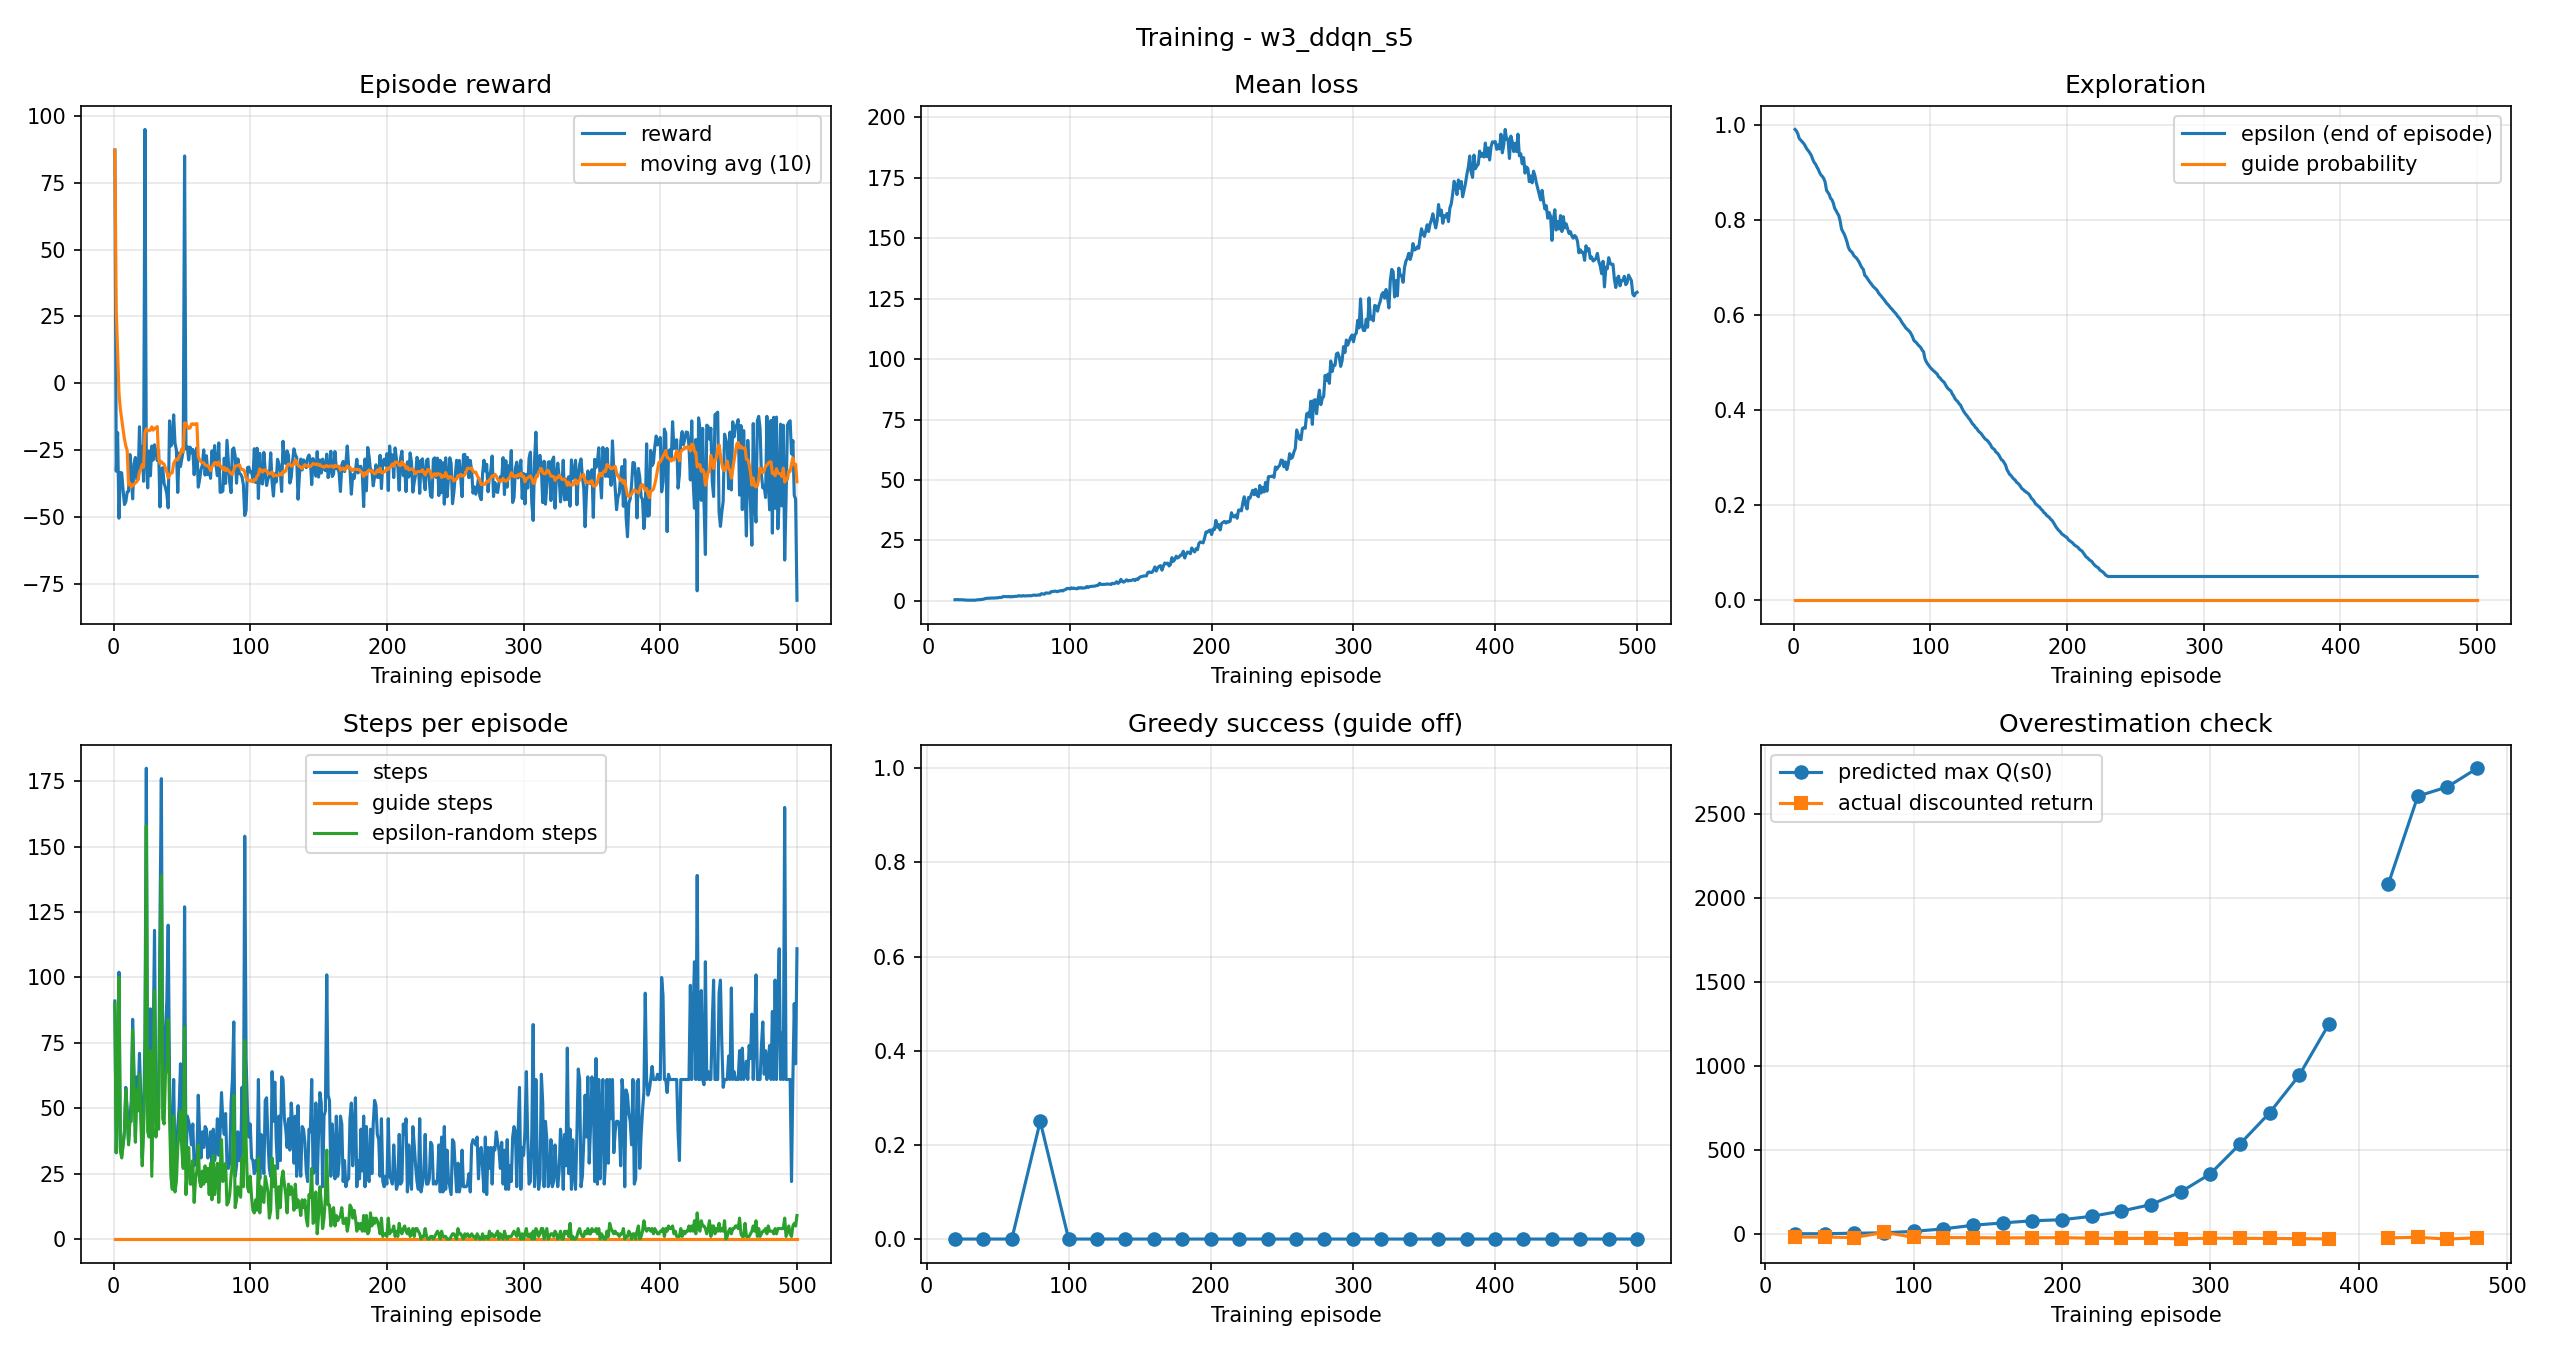 Training - w3_ddqn_s5
Episode reward
100
75
50
25
0
−25
−50
−75
reward
moving avg (10)
0 100 200 300 400 500
Training episode
Mean loss
200
175
150
125
100
75
50
25
0
0 100 200 300 400 500
Training episode
Exploration
1.0
0.8
0.6
0.4
0.2
0.0
epsilon (end of episode)
guide probability
0 100 200 300 400 500
Training episode
Steps per episode
175
150
125
100
75
50
25
0
steps
guide steps
epsilon-random steps
0 100 200 300 400 500
Training episode
Greedy success (guide off)
1.0
0.8
0.6
0.4
0.2
0.0
0 100 200 300 400 500
Training episode
Overestimation check
2500
2000
1500
1000
500
0
predicted max Q(s0)
actual discounted return
0 100 200 300 400 500
Training episode